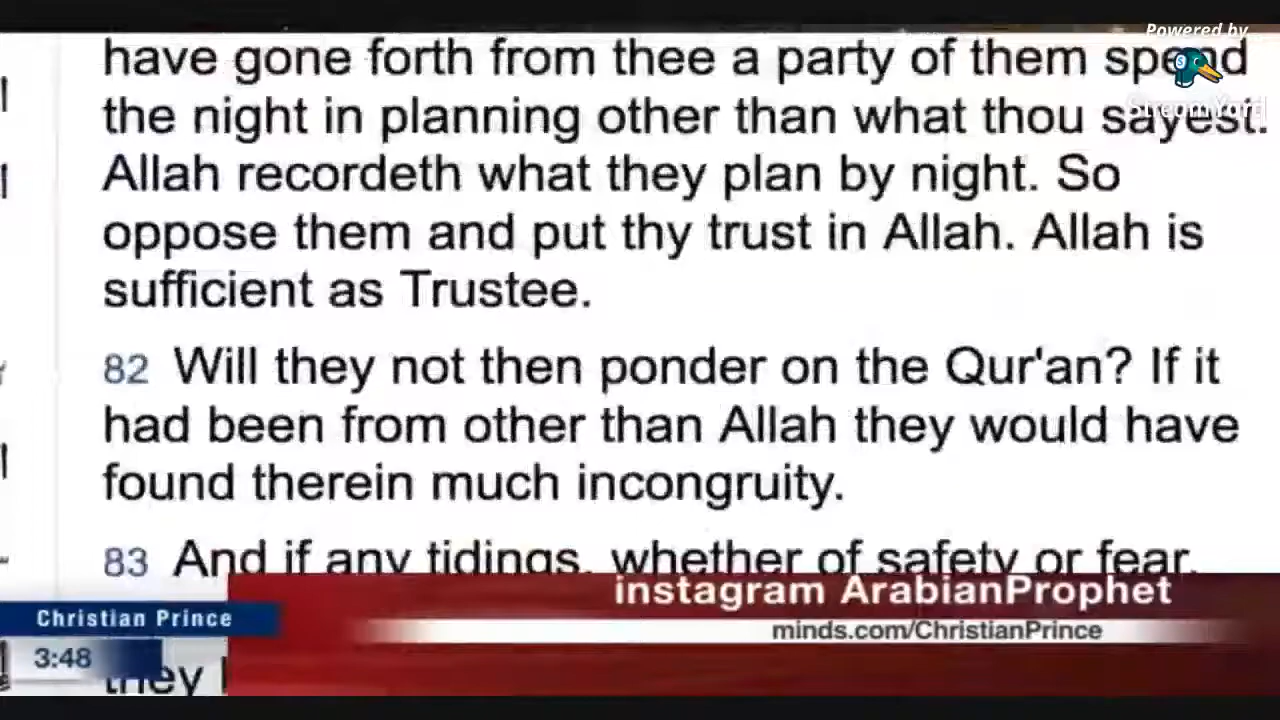 Powered by
StreamYard
have gone forth from thee a party of them spend
the night in planning other than what thou sayest.
Allah recordeth what they plan by night. So
oppose them and put thy trust in Allah. Allah is
sufficient as Trustee.
82 Will they not then ponder on the Qur'an? If it
had been from other than Allah they would have
found therein much incongruity.
83 And if any tidings, whether of safety or fear,
they
instagram ArabianProphet
minds.com/ChristianPrince
Christian Prince
3:48